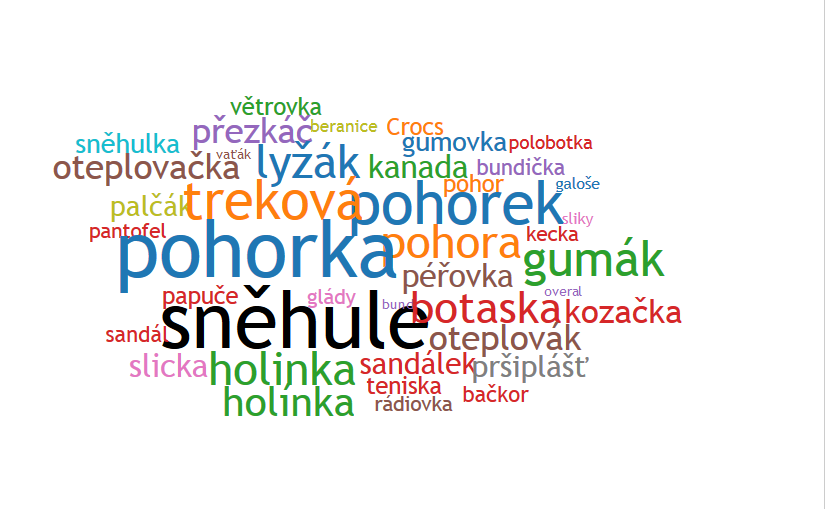 větrovka
přezkáč
beranice
Crocs
sněhulka
gumovka
polobotka
vaťák
oteplovačka
lyžák
kanada
bundička
pohor
galoše
palčák
treková
pohorek
sliky
pantofel
pohorka
pohora
kecka
gumák
péřovka
papuče
glády
overal
sněhule
botaska
kozačka
sandál
oteplovák
slicka
holinka
sandálek
pršiplášť
teniska
bačkor
holínka
rádiovka